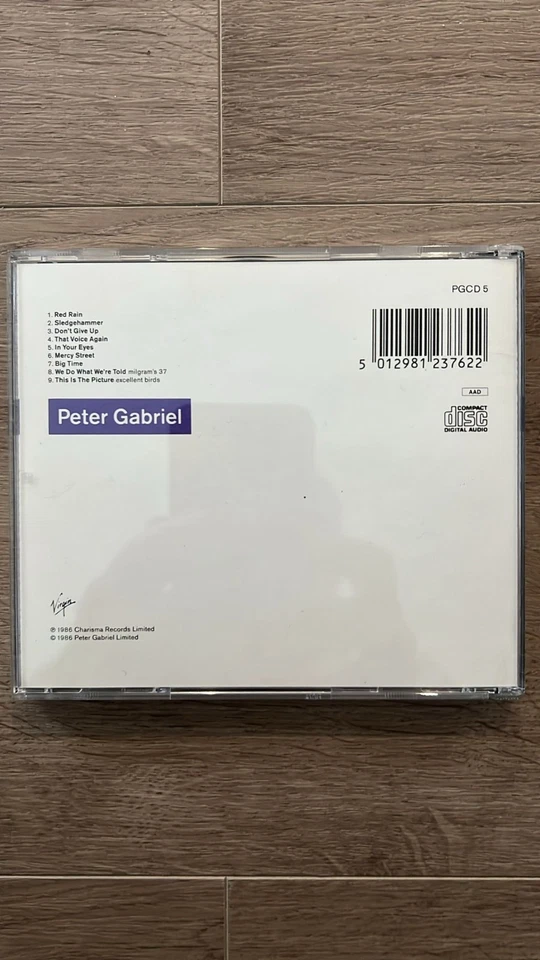 PGCD 5
1. Red Rain
2. Sledgehammer
3. Don't Give Up
4. That Voice Again
5. In Your Eyes
6. Mercy Street
7. Big Time
8. We Do What We're Told milgram's 37
9. This Is The Picture excellent birds
5 012981 237622
AAD
COMPACT
disc
DIGITAL AUDIO
Peter Gabriel
Virgin
℗ 1986 Charisma Records Limited
© 1986 Peter Gabriel Limited